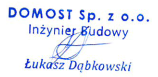 DOMOST Sp. z o.o.
Inżynier Budowy
Łukasz Dąbkowski